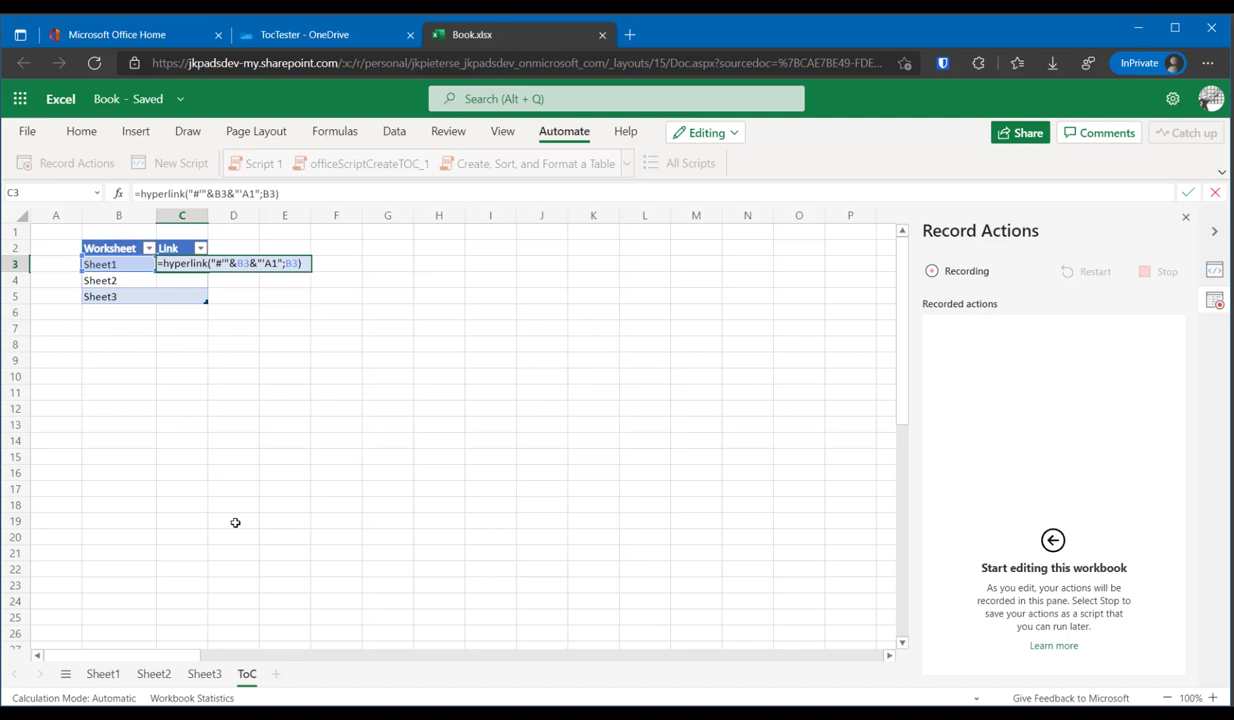 Microsoft Office Home
TocTester - OneDrive
Book.xlsx
https://jkpadsdev-my.sharepoint.com/:x:/r/personal/jkpieterse_jkpadsdev_onmicrosoft_com/_layouts/15/Doc.aspx?sourcedoc=%7BCAE7BE49-FDE...
InPrivate
Excel Book - Saved
Search (Alt + Q)
File Home Insert Draw Page Layout Formulas Data Review View Automate Help Editing Share Comments Catch up
Record Actions New Script Script 1 officeScriptCreateTOC_1 Create, Sort, and Format a Table All Scripts
C3 fx =hyperlink("#'"&B3&"'A1";B3)
A B C D E F G H I J K L M N O P
1
2 Worksheet Link
3 Sheet1 =hyperlink("#'"&B3&"'A1";B3)
4 Sheet2
5 Sheet3
6
7
8
9
10
11
12
13
14
15
16
17
18
19
20
21
22
23
24
25
26
Record Actions
Recording Restart Stop
Recorded actions
Start editing this workbook
As you edit, your actions will be
recorded in this pane. Select Stop to
save your actions as a script that
you can run later.
Learn more
Sheet1 Sheet2 Sheet3 ToC
Calculation Mode: Automatic Workbook Statistics Give Feedback to Microsoft 100%